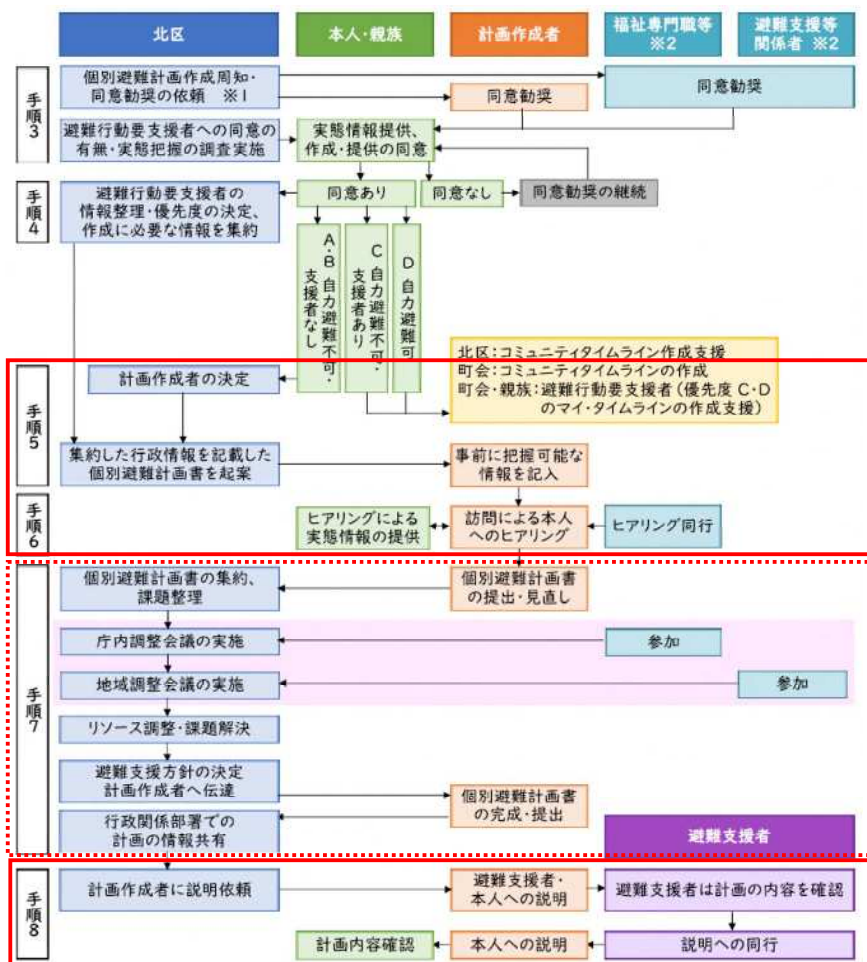 北区
本人・親族
計画作成者
福祉専門職等
※2
避難支援等
関係者 ※2
手順3
個別避難計画作成周知・
同意勧奨の依頼 ※1
同意勧奨
同意勧奨
避難行動要支援者への同意の
有無・実態把握の調査実施
実態情報提供、
作成・提供の同意
手順4
避難行動要支援者の
情報整理・優先度の決定、
作成に必要な情報を集約
同意あり
同意なし
同意勧奨の継続
A・B 自力避難不可・
支援者なし
C 自力避難不可・
支援者あり
D 自力避難可
北区:コミュニティタイムライン作成支援
町会:コミュニティタイムラインの作成
町会・親族:避難行動要支援者(優先度 C・D
のマイ・タイムラインの作成支援)
手順5
計画作成者の決定
集約した行政情報を記載した
個別避難計画書を起案
事前に把握可能な
情報を記入
手順6
ヒアリングによる
実態情報の提供
訪問による本人
へのヒアリング
ヒアリング同行
手順7
個別避難計画書の集約、
課題整理
個別避難計画書
の提出・見直し
庁内調整会議の実施
参加
地域調整会議の実施
参加
リソース調整・課題解決
避難支援方針の決定
計画作成者へ伝達
個別避難計画書
の完成・提出
行政関係部署での
計画の情報共有
避難支援者
手順8
計画作成者に説明依頼
避難支援者・
本人への説明
避難支援者は計画の内容を確認
計画内容確認
本人への説明
説明への同行